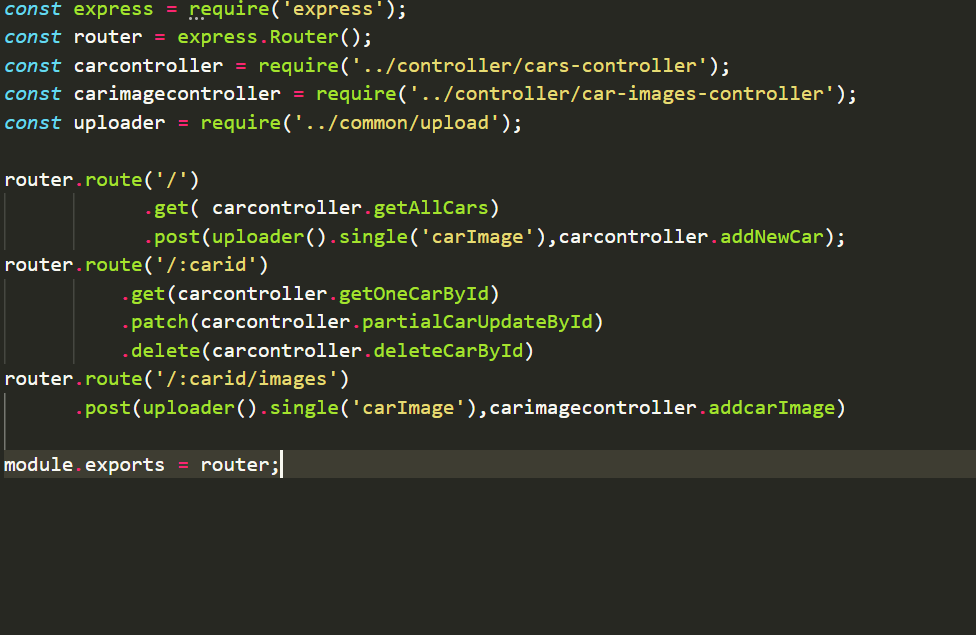 const express = require('express');
const router = express.Router();
const carcontroller = require('../controller/cars-controller');
const carimagecontroller = require('../controller/car-images-controller');
const uploader = require('../common/upload');
router.route('/')
.get( carcontroller.getAllCars)
.post(uploader().single('carImage'),carcontroller.addNewCar);
router.route('/:carid')
.get(carcontroller.getOneCarById)
.patch(carcontroller.partialCarUpdateById)
.delete(carcontroller.deleteCarById)
router.route('/:carid/images')
.post(uploader().single('carImage'),carimagecontroller.addcarImage)
module.exports = router;